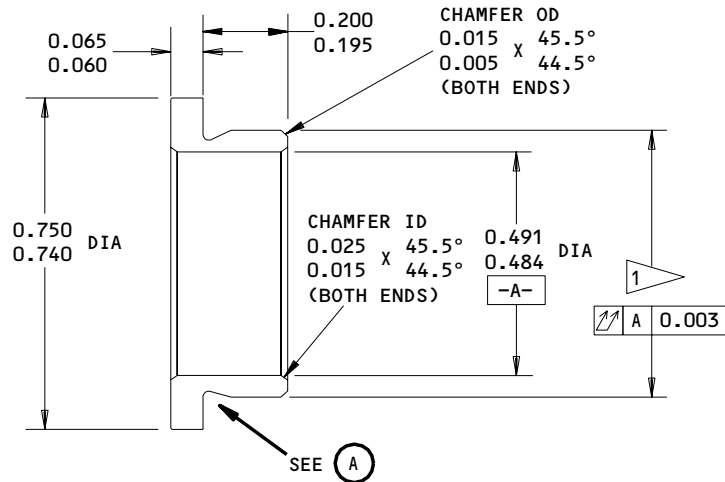 0.065
0.060
0.200
0.195
CHAMFER OD
0.015 X 45.5°
0.005 44.5°
(BOTH ENDS)
0.750
0.740 DIA
CHAMFER ID
0.025 X 45.5°
0.015 44.5°
(BOTH ENDS)
0.491
0.484 DIA
-A-
1
A 0.003
SEE A